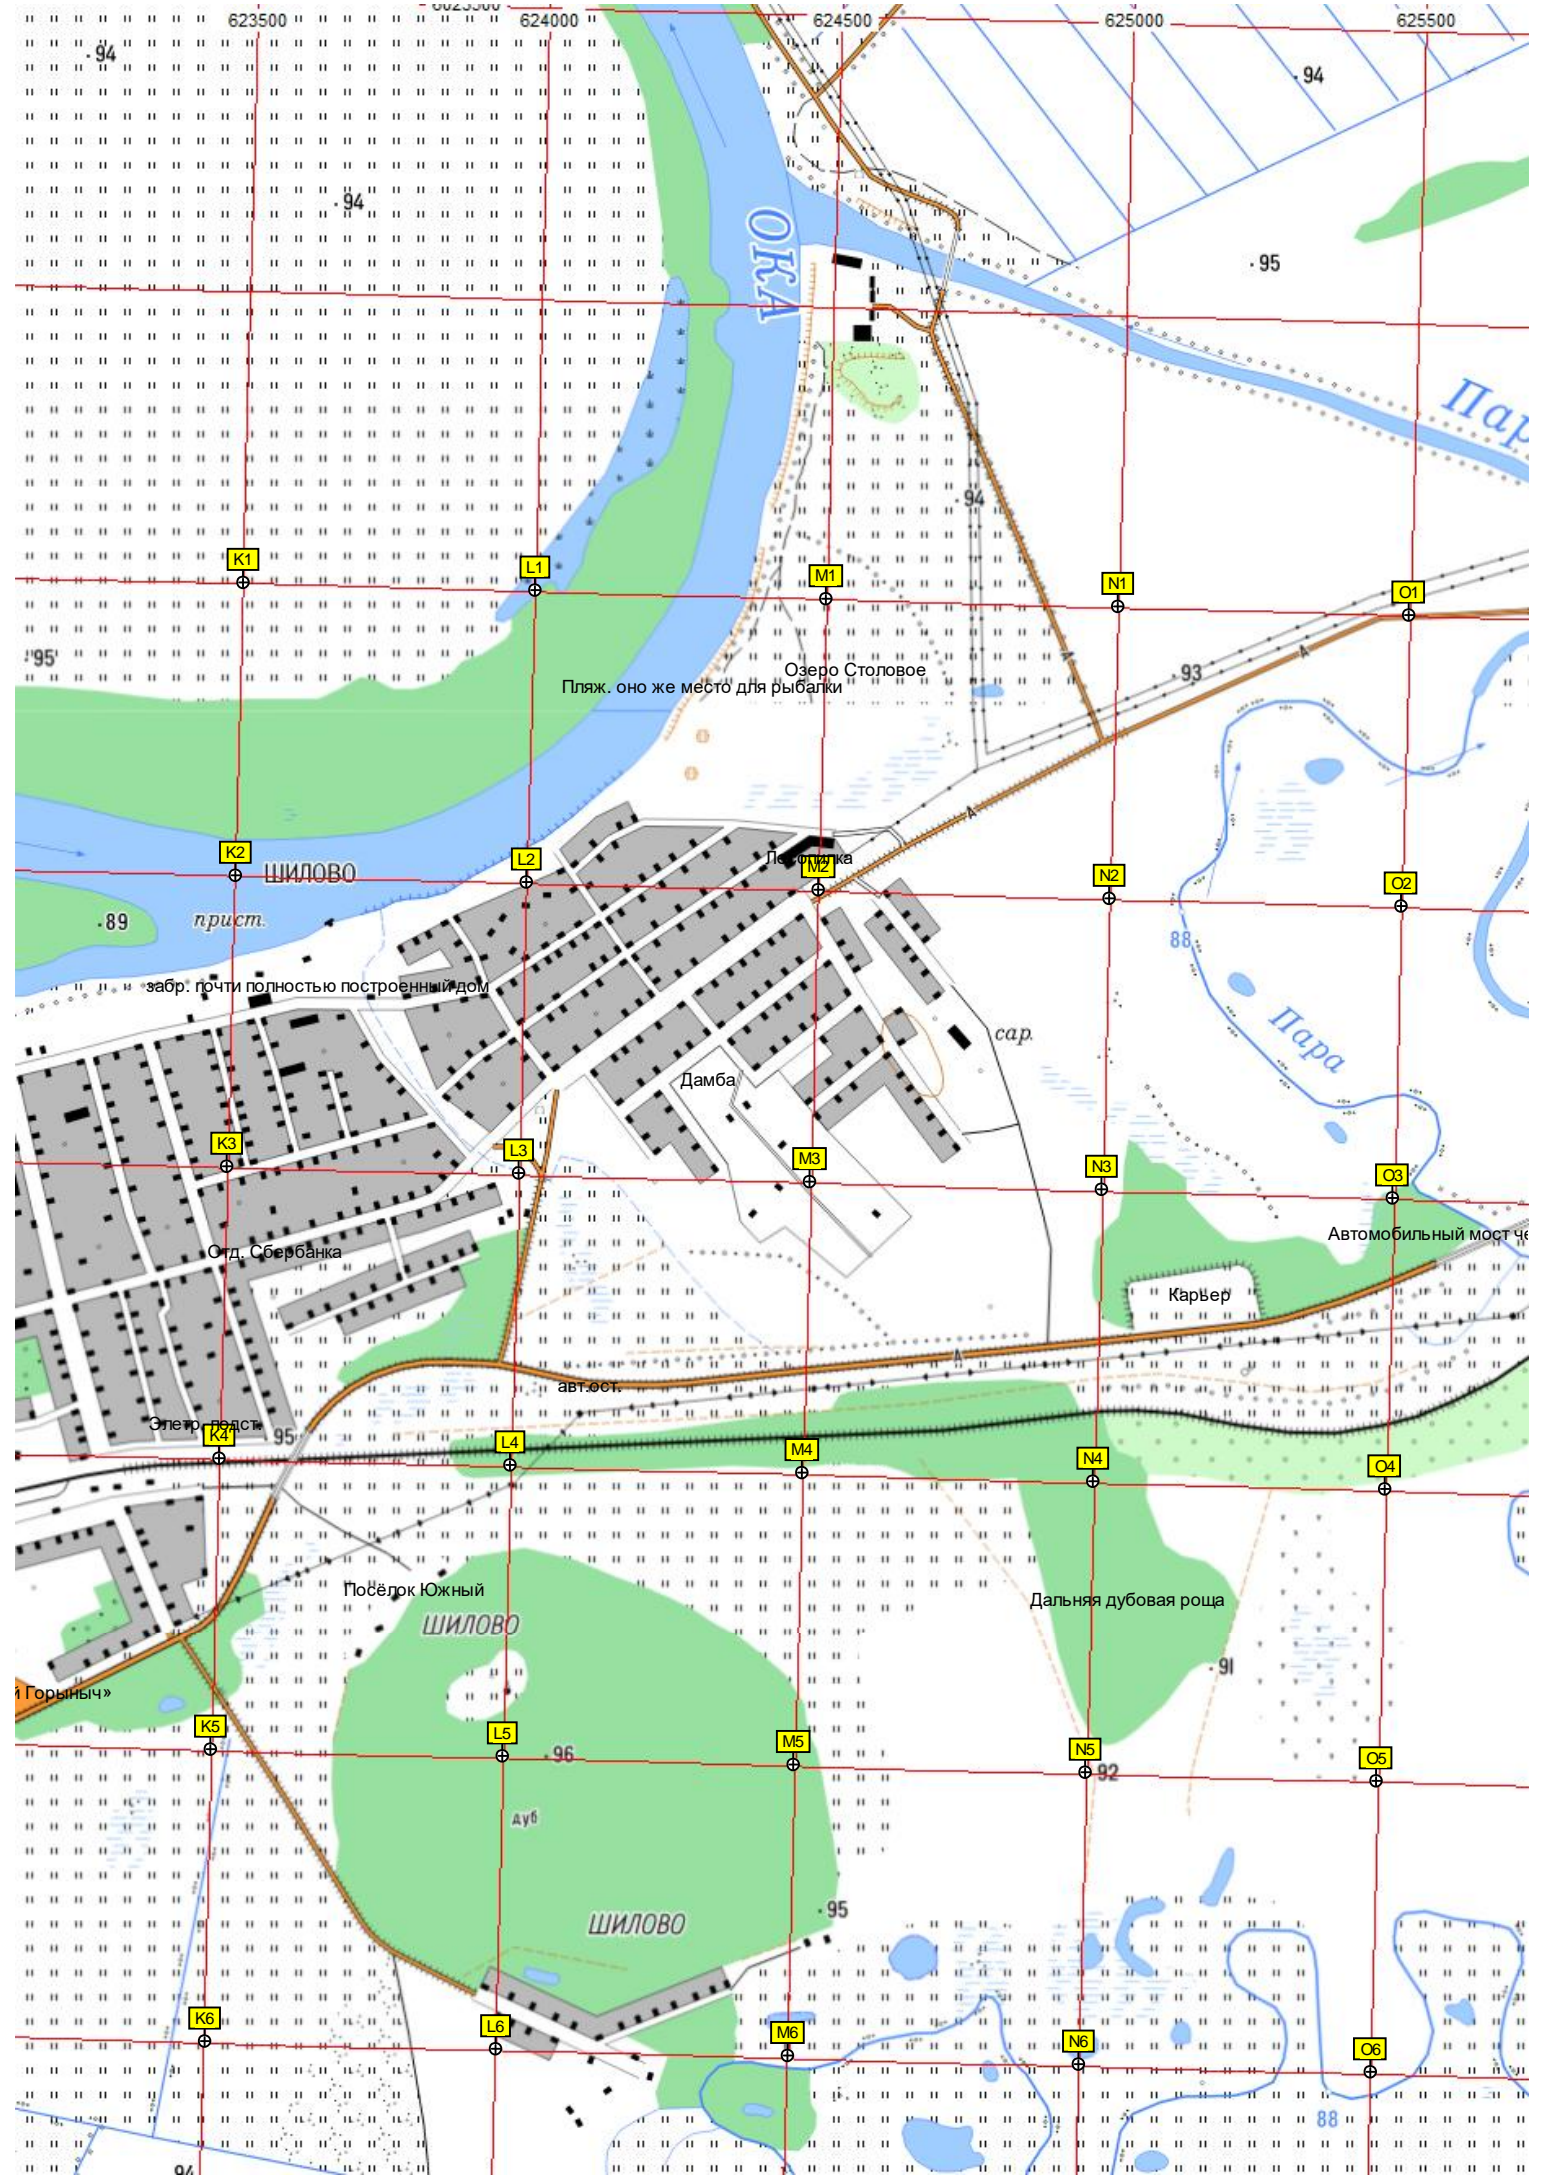 623500
624000
624500
625000
625500
94
94
94
ОКА
95
Пар
94
K1
L1
M1
N1
O1
95
Озеро Столовое
Пляж. оно же место для рыбалки
93
А
А
А
K2
ШИЛОВО
L2
Лесопилка
M2
N2
O2
89
прист.
88
забр. почти полностью построенный дом
сар.
Пара
Дамба
K3
L3
M3
N3
O3
Отд. Сбербанка
Автомобильный мост че
Карьер
А
авт.ост.
Элетр. подст.
K4
95
L4
M4
N4
O4
Посёлок Южный
ШИЛОВО
Дальняя дубовая роща
91
й Горыныч»
K5
L5
96
M5
N5
92
O5
дуб
ШИЛОВО
95
K6
L6
M6
N6
O6
88
94